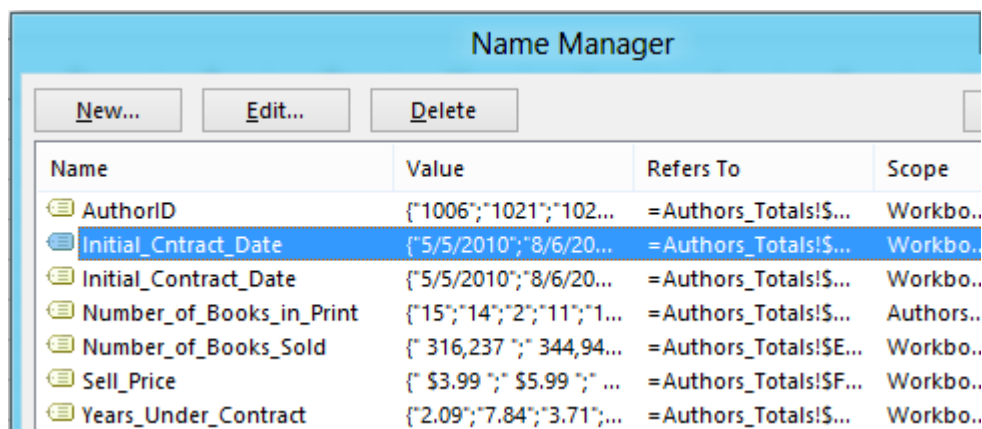 Name Manager
New... Edit... Delete
Name Value Refers To Scope
AuthorID {"1006";"1021";"102... =Authors_Totals!$... Workbo...
Initial_Cntract_Date {"5/5/2010";"8/6/20... =Authors_Totals!$... Workbo...
Initial_Contract_Date {"5/5/2010";"8/6/20... =Authors_Totals!$... Workbo...
Number_of_Books_in_Print {"15";"14";"2";"11";"1... =Authors_Totals!$... Authors...
Number_of_Books_Sold {" 316,237 ";" 344,94... =Authors_Totals!$E... Workbo...
Sell_Price {" $3.99 ";" $5.99 ";" ... =Authors_Totals!$F... Workbo...
Years_Under_Contract {"2.09";"7.84";"3.71";... =Authors_Totals!$... Workbo...